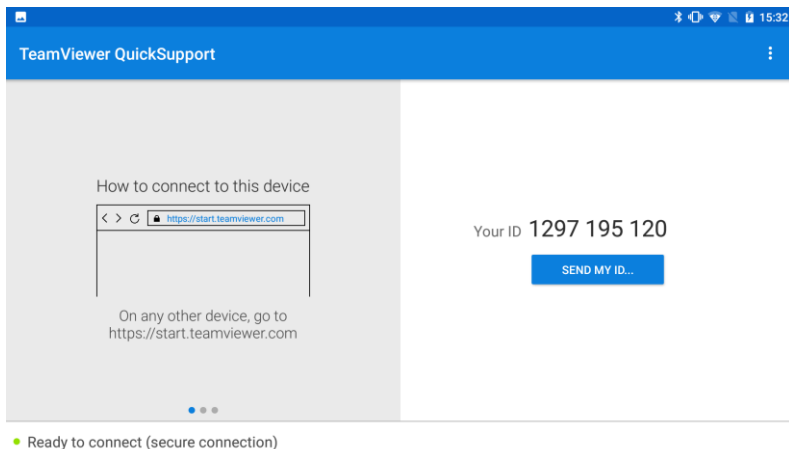 15:32
TeamViewer QuickSupport
How to connect to this device
https://start.teamviewer.com
On any other device, go to
https://start.teamviewer.com
Your ID 1297 195 120
SEND MY ID...
Ready to connect (secure connection)